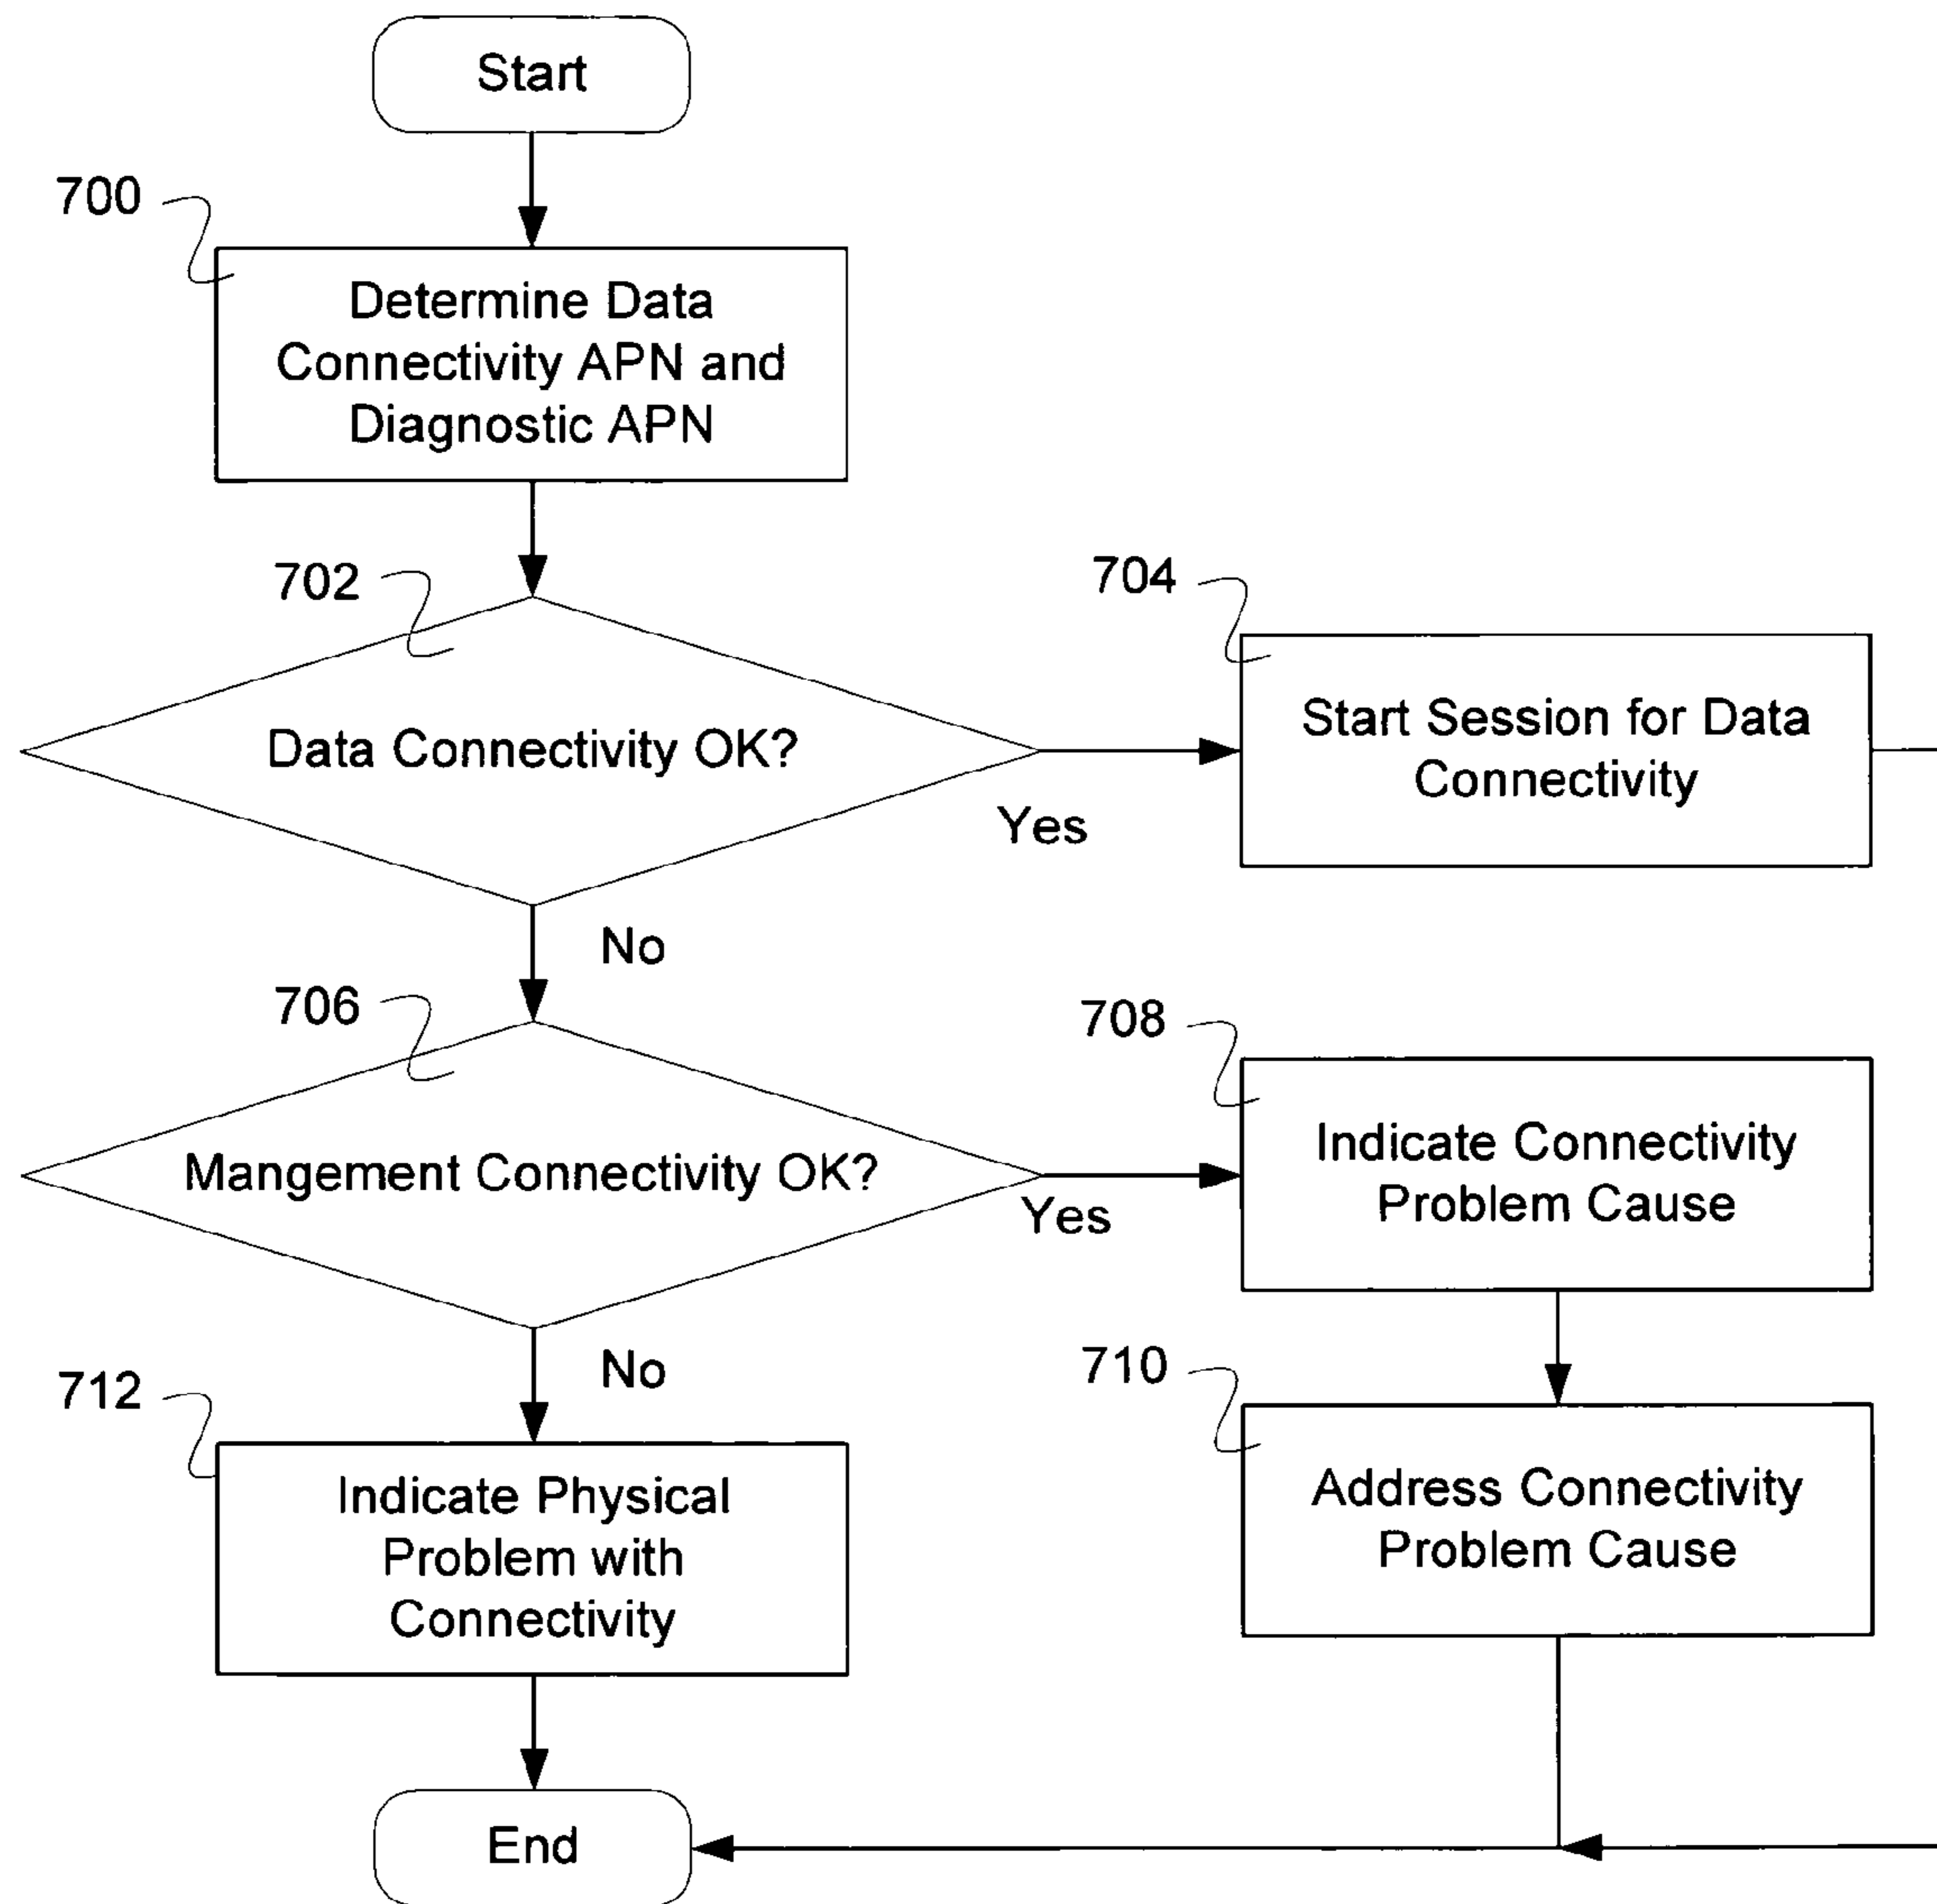 Start
700
Determine Data
Connectivity APN and
Diagnostic APN
702
Data Connectivity OK?
Yes
704
Start Session for Data
Connectivity
No
706
Mangement Connectivity OK?
Yes
708
Indicate Connectivity
Problem Cause
No
710
Address Connectivity
Problem Cause
712
Indicate Physical
Problem with
Connectivity
End